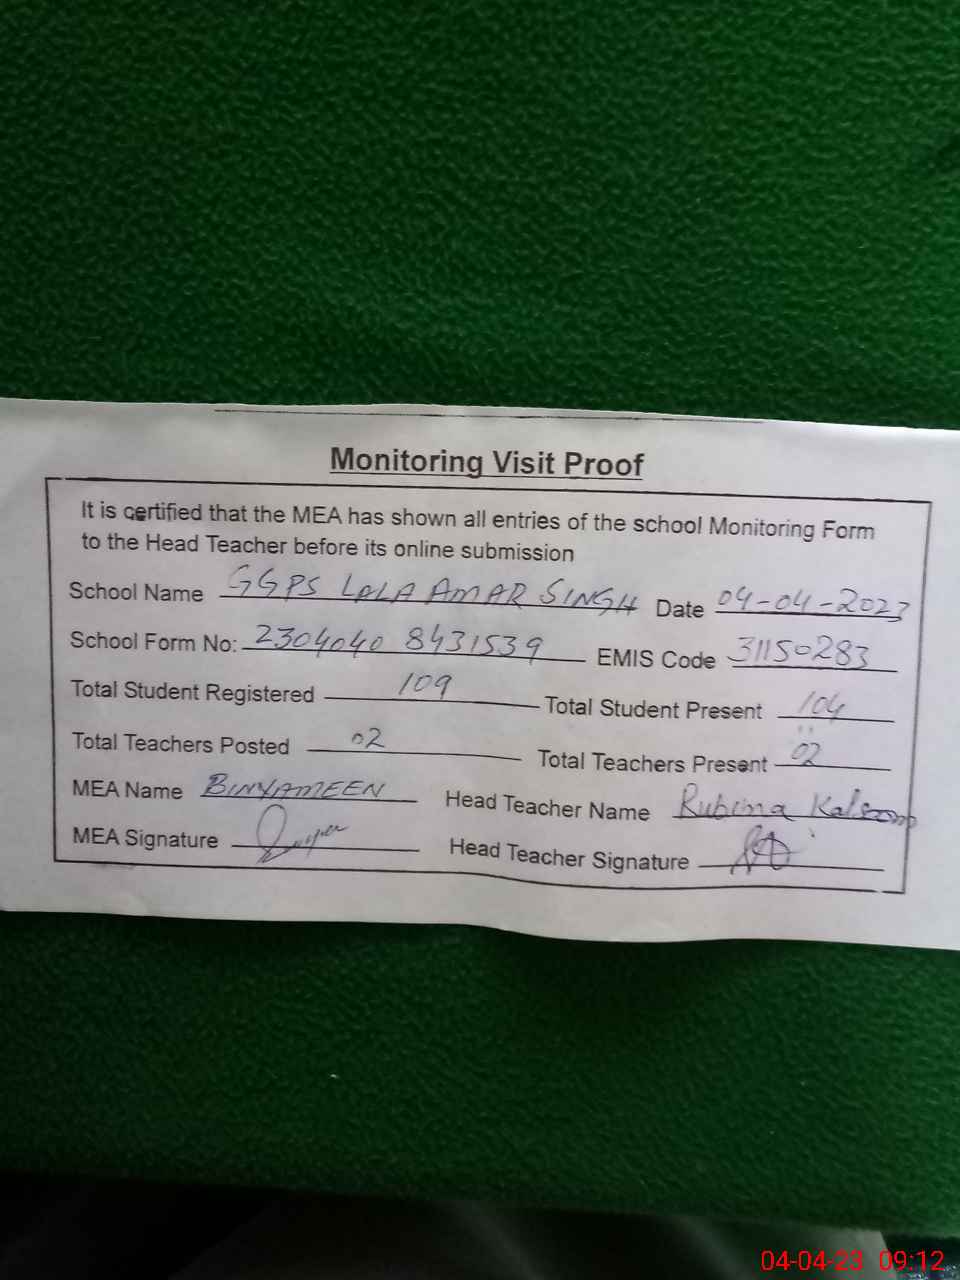 Monitoring Visit Proof
It is certified that the MEA has shown all entries of the school Monitoring Form
to the Head Teacher before its online submission
School Name GGPS LALA AMAR SINGH Date 04-04-2023
School Form No: 2304040 8431539 EMIS Code 31150283
Total Student Registered 109 Total Student Present 104
Total Teachers Posted 02 Total Teachers Present 02
MEA Name BINYAMEEN Head Teacher Name Rubina Kalsoom
MEA Signature Head Teacher Signature
04-04-23 09:12